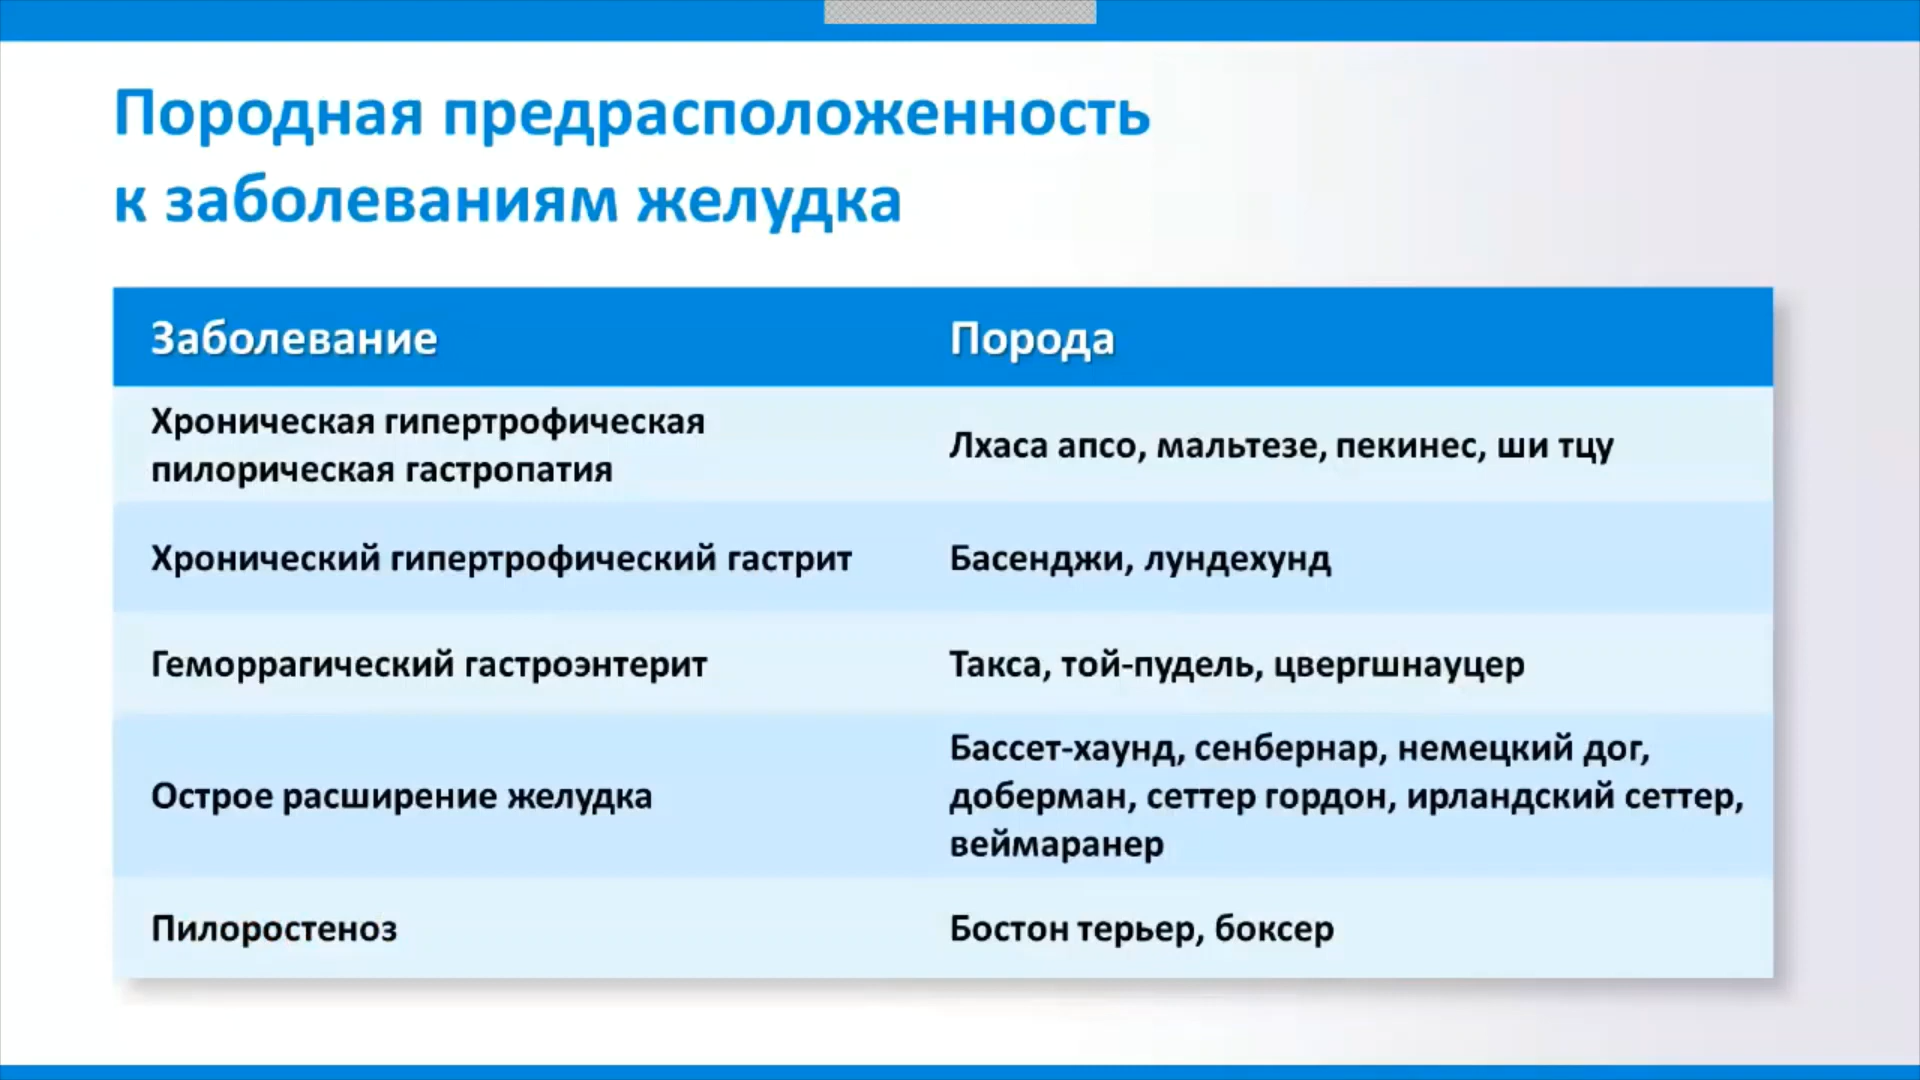 Породная предрасположенность
к заболеваниям желудка
Заболевание
Порода
Хроническая гипертрофическая
пилорическая гастропатия
Лхаса апсо, мальтезе, пекинес, ши тцу
Хронический гипертрофический гастрит
Басенджи, лундехунд
Геморрагический гастроэнтерит
Такса, той-пудель, цвергшнауцер
Острое расширение желудка
Бассет-хаунд, сенбернар, немецкий дог,
доберман, сеттер гордон, ирландский сеттер,
веймаранер
Пилоростеноз
Бостон терьер, боксер